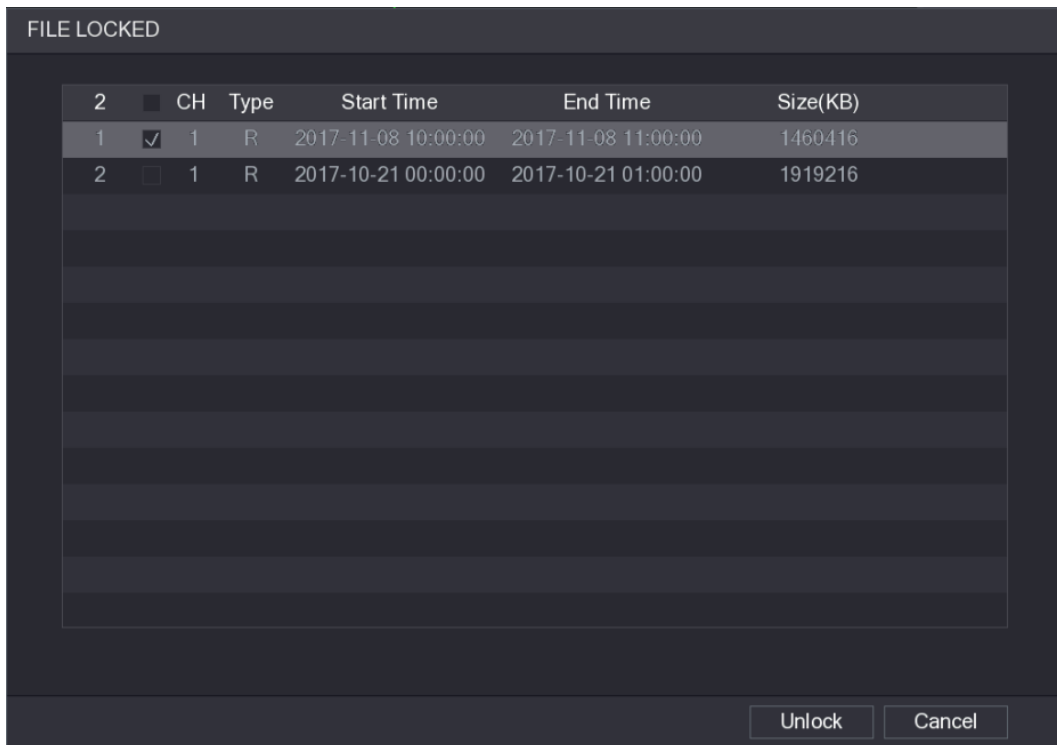 FILE LOCKED
2 CH Type Start Time End Time Size(KB)
1 1 R 2017-11-08 10:00:00 2017-11-08 11:00:00 1460416
2 1 R 2017-10-21 00:00:00 2017-10-21 01:00:00 1919216
Unlock Cancel